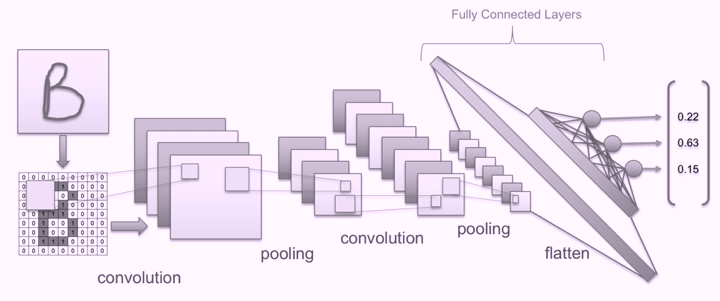 Fully Connected Layers
B
0.22
0.63
0.15
convolution
pooling
convolution
pooling
flatten